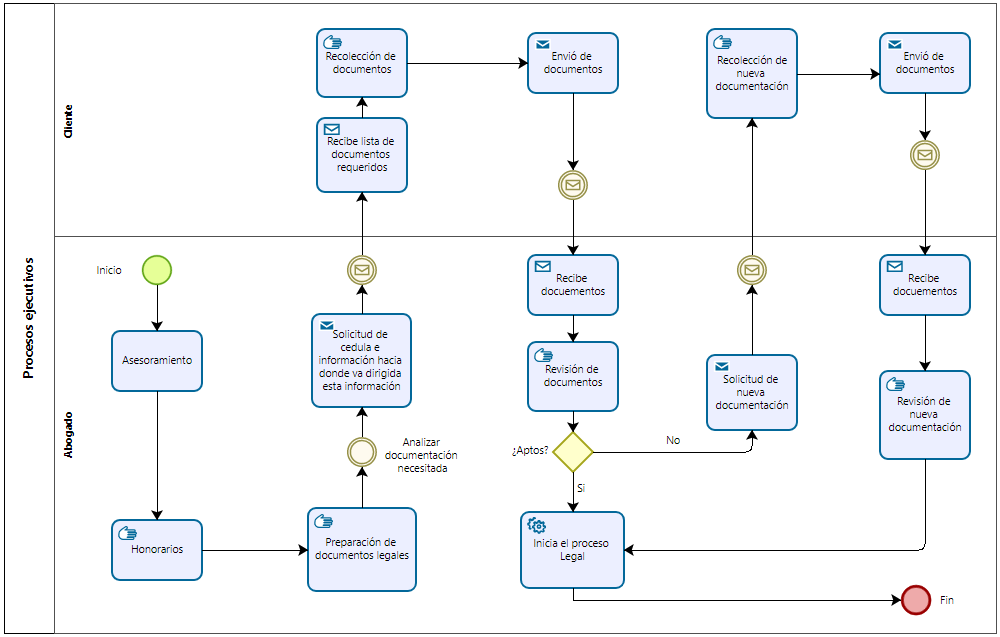 Procesos ejecutivos
Cliente
Recolección de
documentos
Recibe lista de
documentos
requeridos
Envió de
documentos
Recolección de
nueva
documentación
Envió de
documentos
Abogado
Inicio
Asesoramiento
Honorarios
Preparación de
documentos legales
Analizar
documentación
necesitada
Solicitud de
cedula e
información hacia
donde va dirigida
esta información
Recibe
docuementos
Revisión de
documentos
¿Aptos?
No
Si
Solicitud de
nueva
documentación
Recibe
docuementos
Revisión de
nueva
documentación
Inicia el proceso
Legal
Fin